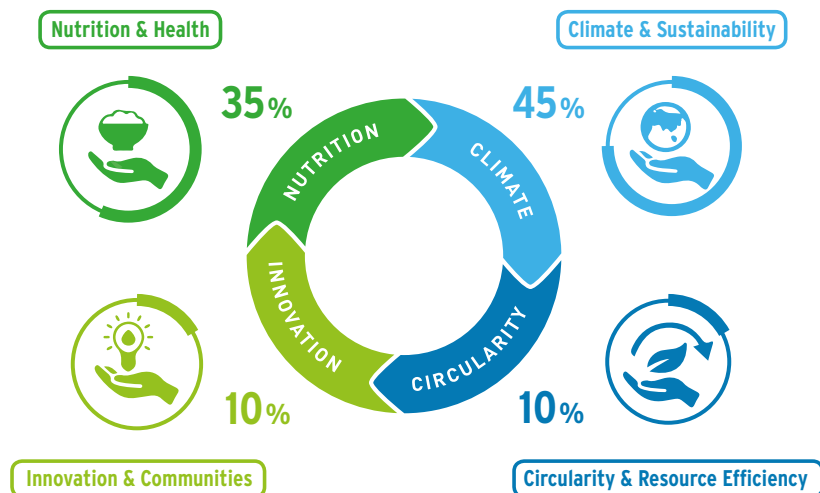 Nutrition & Health
Climate & Sustainability
35%
45%
NUTRITION
CLIMATE
INNOVATION
CIRCULARITY
10%
10%
Innovation & Communities
Circularity & Resource Efficiency